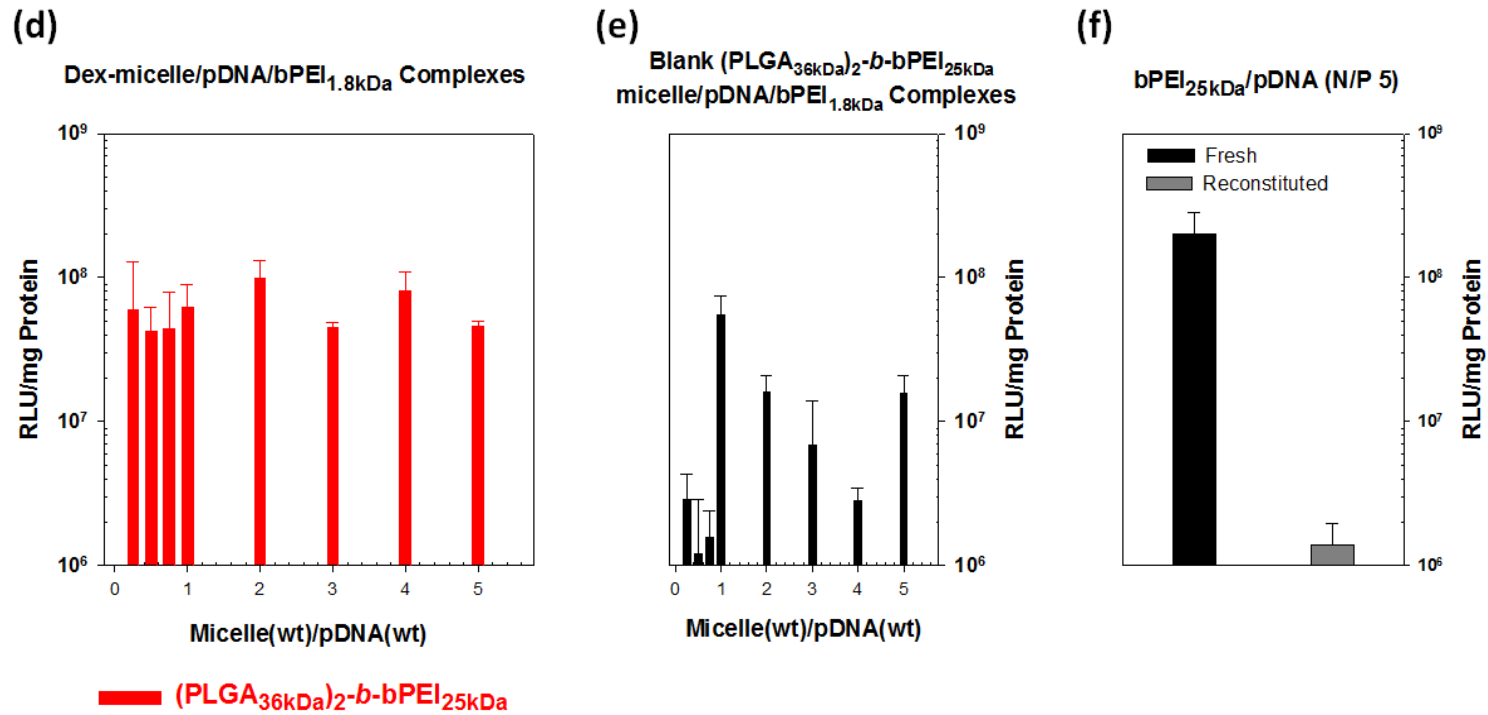 (d)
Dex-micelle/pDNA/bPEI1.8kDa Complexes
10⁹
10⁸
10⁷
10⁶
RLU/mg Protein
0 1 2 3 4 5
Micelle(wt)/pDNA(wt)
(PLGA36kDa)2-b-bPEI25kDa
(e)
Blank (PLGA36kDa)2-b-bPEI25kDa
micelle/pDNA/bPEI1.8kDa Complexes
10⁹
10⁸
10⁷
10⁶
RLU/mg Protein
0 1 2 3 4 5
Micelle(wt)/pDNA(wt)
(f)
bPEI25kDa/pDNA (N/P 5)
Fresh
Reconstituted
10⁹
10⁸
10⁷
10⁶
RLU/mg Protein